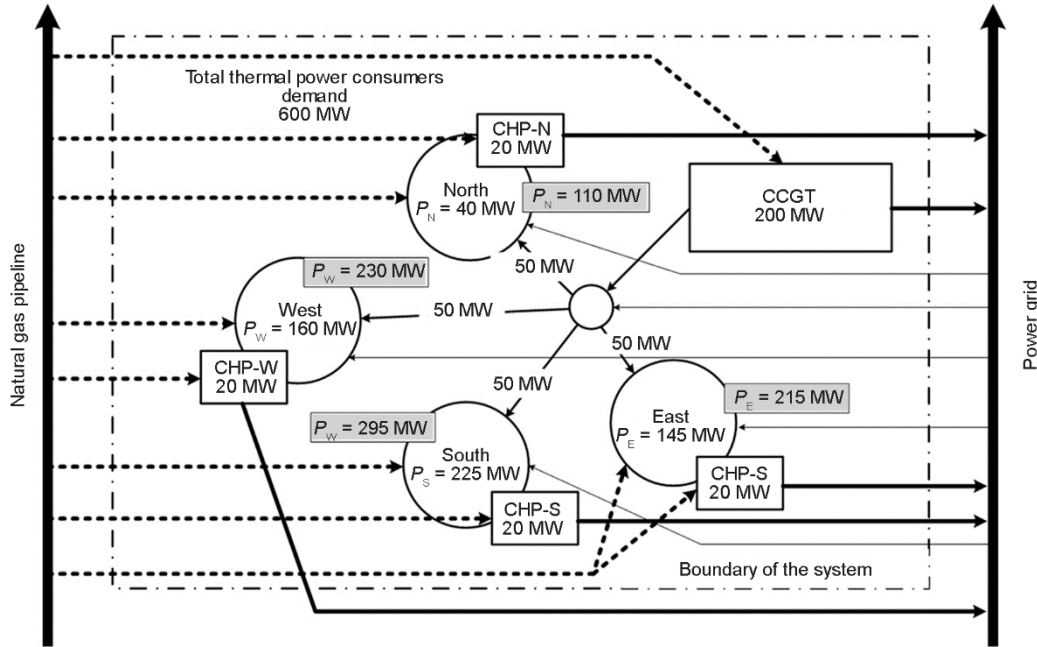 Total thermal power consumers
demand
600 MW
CHP-N
20 MW
North
P_N = 40 MW
P_N = 110 MW
CCGT
200 MW
50 MW
P_W = 230 MW
West
P_W = 160 MW
50 MW
CHP-W
20 MW
50 MW
50 MW
P_W = 295 MW
South
P_S = 225 MW
CHP-S
20 MW
East
P_E = 145 MW
P_E = 215 MW
CHP-S
20 MW
Boundary of the system
Natural gas pipeline
Power grid